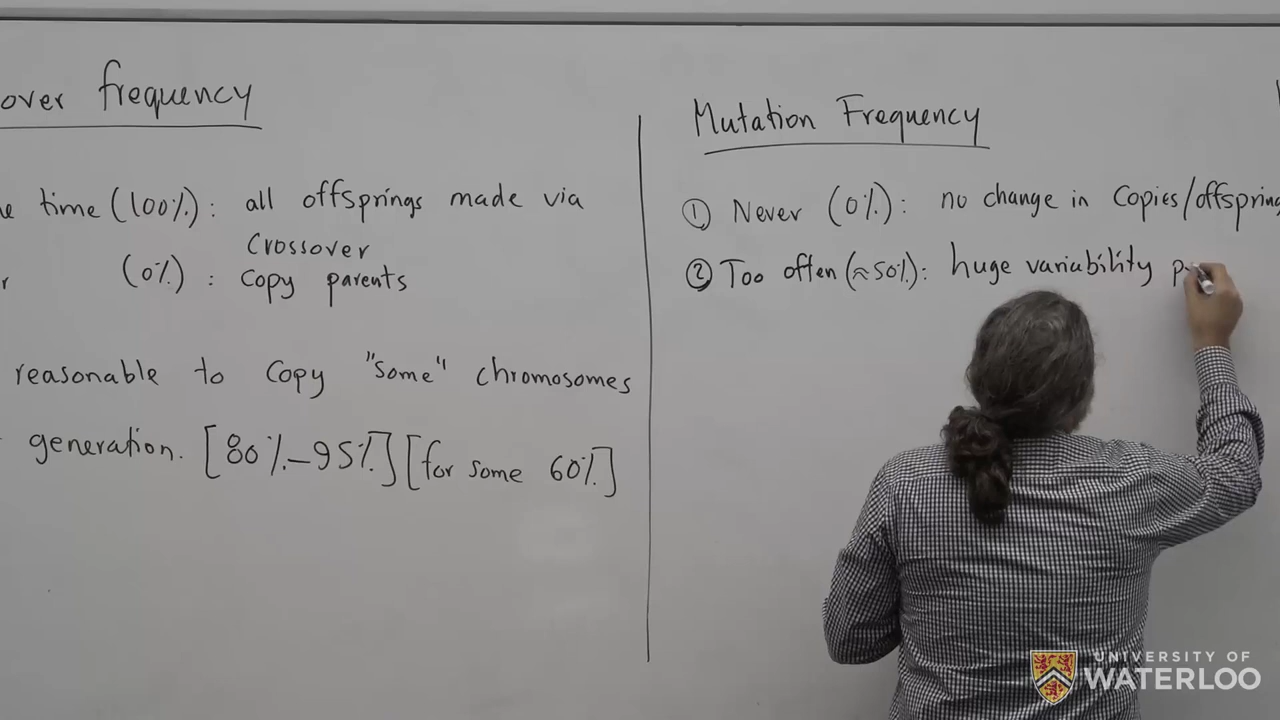 over frequency
time (100%): all offsprings made via
Crossover
(0%): Copy parents
reasonable to Copy "some" chromosomes
generation. [80%-95%] [for some 60%]
Mutation Frequency
① Never (0%): no change in Copies/offspring
② Too often (≈50%): huge variability
UNIVERSITY OF
WATERLOO